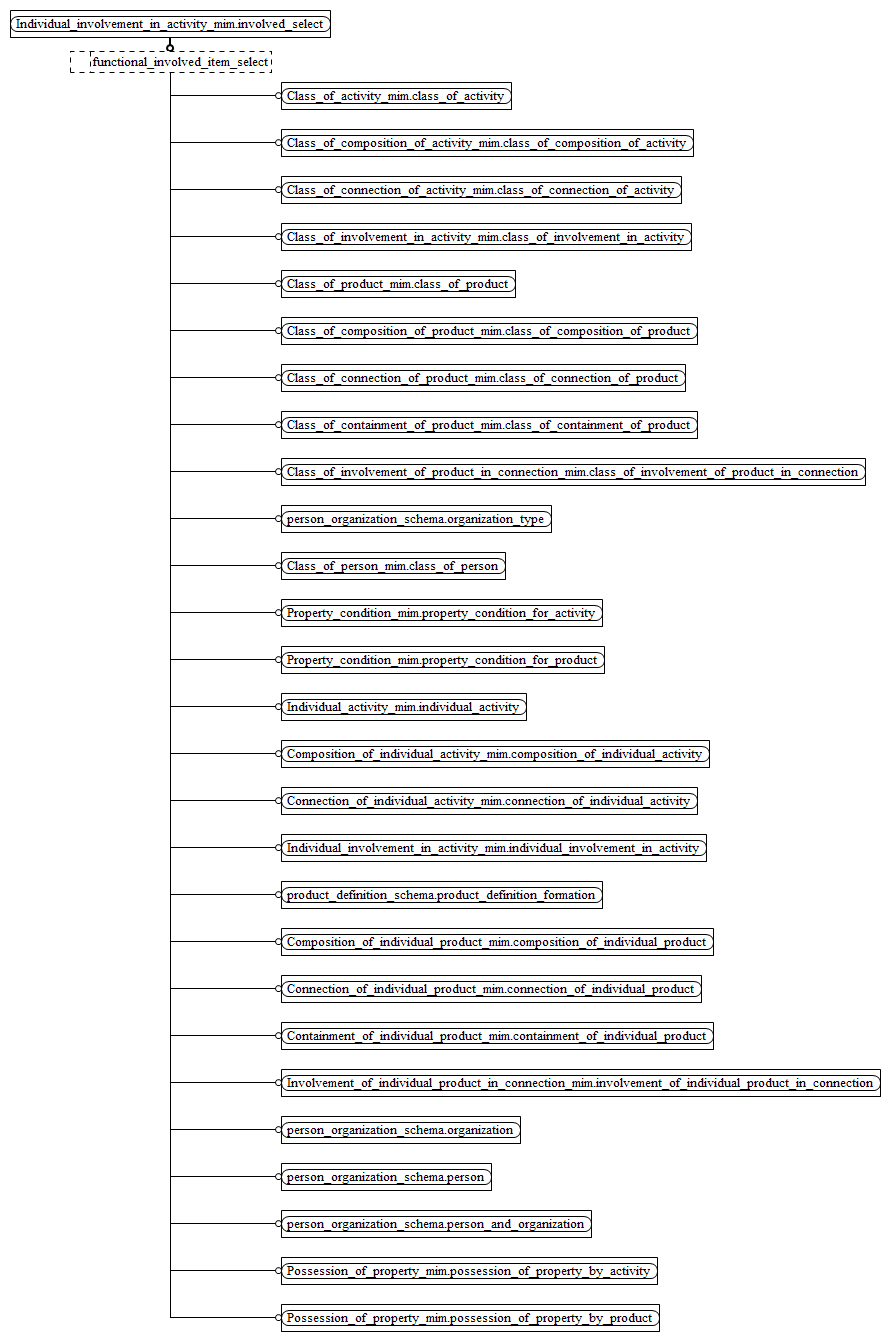 Individual_involvement_in_activity_mim.involved_select
functional_involved_item_select
Class_of_activity_mim.class_of_activity
Class_of_composition_of_activity_mim.class_of_composition_of_activity
Class_of_connection_of_activity_mim.class_of_connection_of_activity
Class_of_involvement_in_activity_mim.class_of_involvement_in_activity
Class_of_product_mim.class_of_product
Class_of_composition_of_product_mim.class_of_composition_of_product
Class_of_connection_of_product_mim.class_of_connection_of_product
Class_of_containment_of_product_mim.class_of_containment_of_product
Class_of_involvement_of_product_in_connection_mim.class_of_involvement_of_product_in_connection
person_organization_schema.organization_type
Class_of_person_mim.class_of_person
Property_condition_mim.property_condition_for_activity
Property_condition_mim.property_condition_for_product
Individual_activity_mim.individual_activity
Composition_of_individual_activity_mim.composition_of_individual_activity
Connection_of_individual_activity_mim.connection_of_individual_activity
Individual_involvement_in_activity_mim.individual_involvement_in_activity
product_definition_schema.product_definition_formation
Composition_of_individual_product_mim.composition_of_individual_product
Connection_of_individual_product_mim.connection_of_individual_product
Containment_of_individual_product_mim.containment_of_individual_product
Involvement_of_individual_product_in_connection_mim.involvement_of_individual_product_in_connection
person_organization_schema.organization
person_organization_schema.person
person_organization_schema.person_and_organization
Possession_of_property_mim.possession_of_property_by_activity
Possession_of_property_mim.possession_of_property_by_product